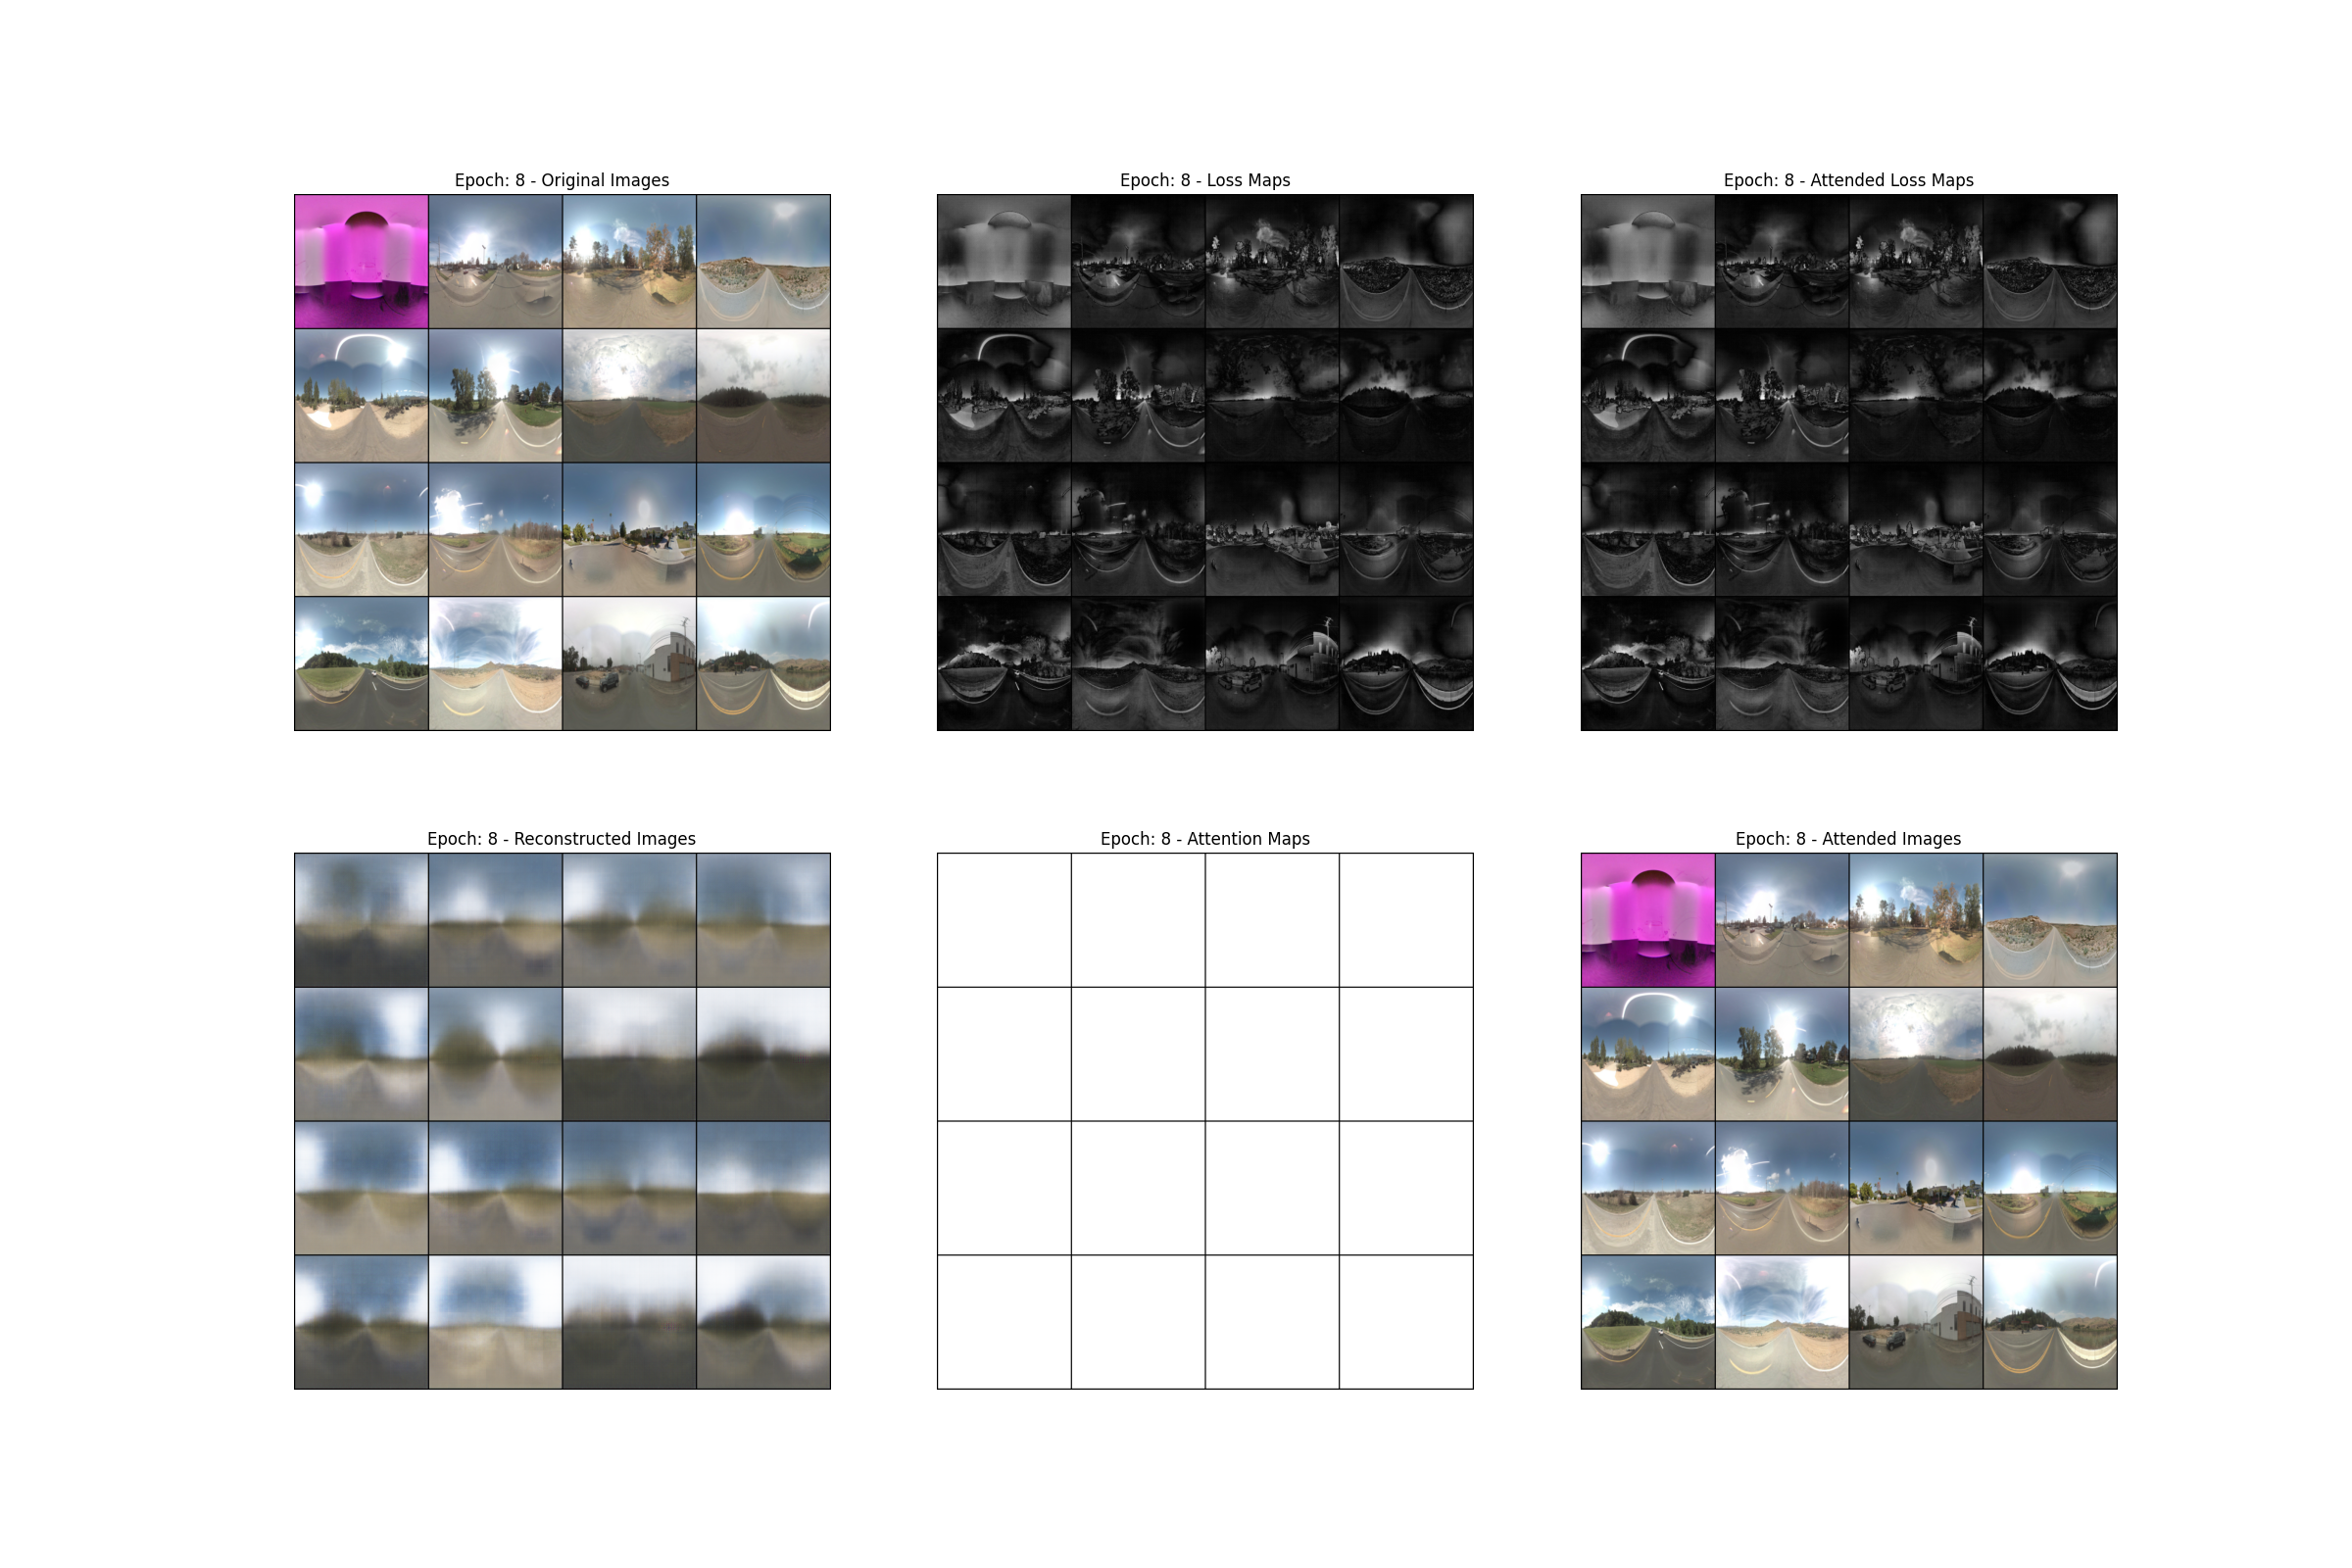 Epoch: 8 - Original Images
Epoch: 8 - Loss Maps
Epoch: 8 - Attended Loss Maps
Epoch: 8 - Reconstructed Images
Epoch: 8 - Attention Maps
Epoch: 8 - Attended Images